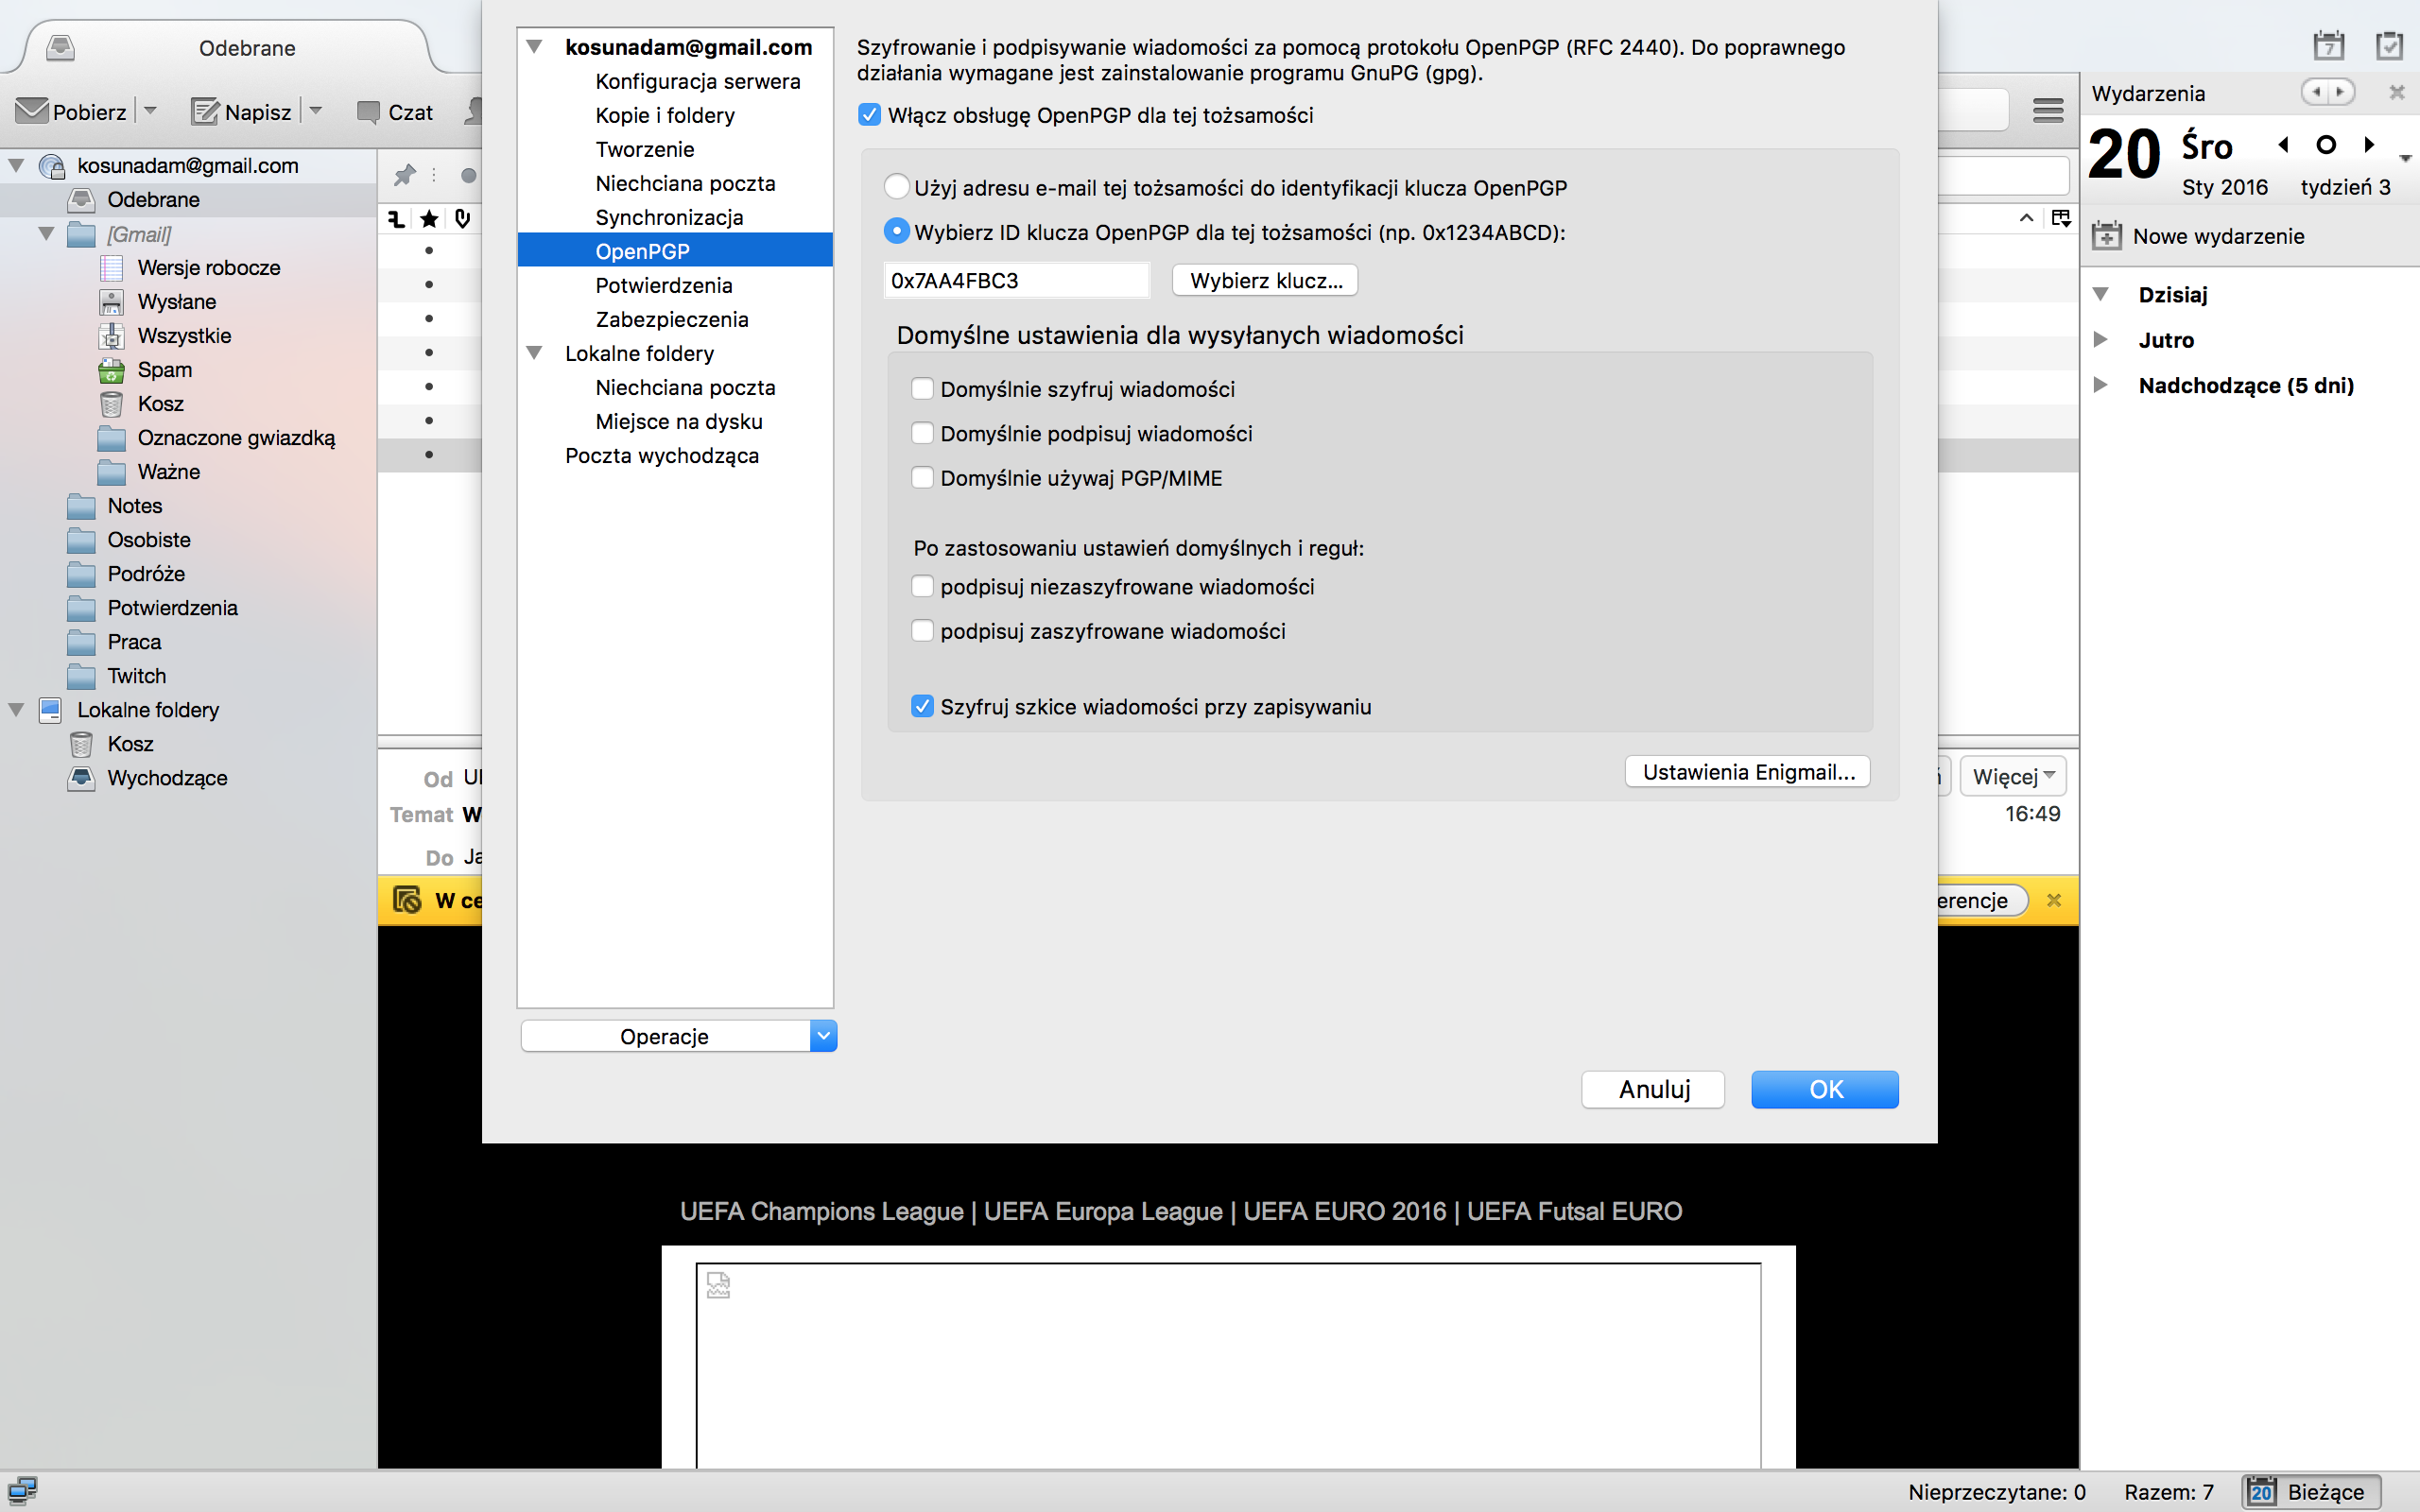 Odebrane
Pobierz
Napisz
Czat
kosunadam@gmail.com
Odebrane
[Gmail]
Wersje robocze
Wysłane
Wszystkie
Spam
Kosz
Oznaczone gwiazdką
Ważne
Notes
Osobiste
Podróże
Potwierdzenia
Praca
Twitch
Lokalne foldery
Kosz
Wychodzące
kosunadam@gmail.com
Konfiguracja serwera
Kopie i foldery
Tworzenie
Niechciana poczta
Synchronizacja
OpenPGP
Potwierdzenia
Zabezpieczenia
Lokalne foldery
Niechciana poczta
Miejsce na dysku
Poczta wychodząca
Operacje
Szyfrowanie i podpisywanie wiadomości za pomocą protokołu OpenPGP (RFC 2440). Do poprawnego
działania wymagane jest zainstalowanie programu GnuPG (gpg).
Włącz obsługę OpenPGP dla tej tożsamości
Użyj adresu e-mail tej tożsamości do identyfikacji klucza OpenPGP
Wybierz ID klucza OpenPGP dla tej tożsamości (np. 0x1234ABCD):
0x7AA4FBC3
Wybierz klucz...
Domyślne ustawienia dla wysyłanych wiadomości
Domyślnie szyfruj wiadomości
Domyślnie podpisuj wiadomości
Domyślnie używaj PGP/MIME
Po zastosowaniu ustawień domyślnych i reguł:
podpisuj niezaszyfrowane wiadomości
podpisuj zaszyfrowane wiadomości
Szyfruj szkice wiadomości przy zapisywaniu
Ustawienia Enigmail...
Anuluj
OK
Od
Temat W
Do Ja
W ce
Więcej
16:49
erencje
UEFA Champions League | UEFA Europa League | UEFA EURO 2016 | UEFA Futsal EURO
7
Wydarzenia
20 Śro
Sty 2016 tydzień 3
Nowe wydarzenie
Dzisiaj
Jutro
Nadchodzące (5 dni)
Nieprzeczytane: 0
Razem: 7
20 Bieżące